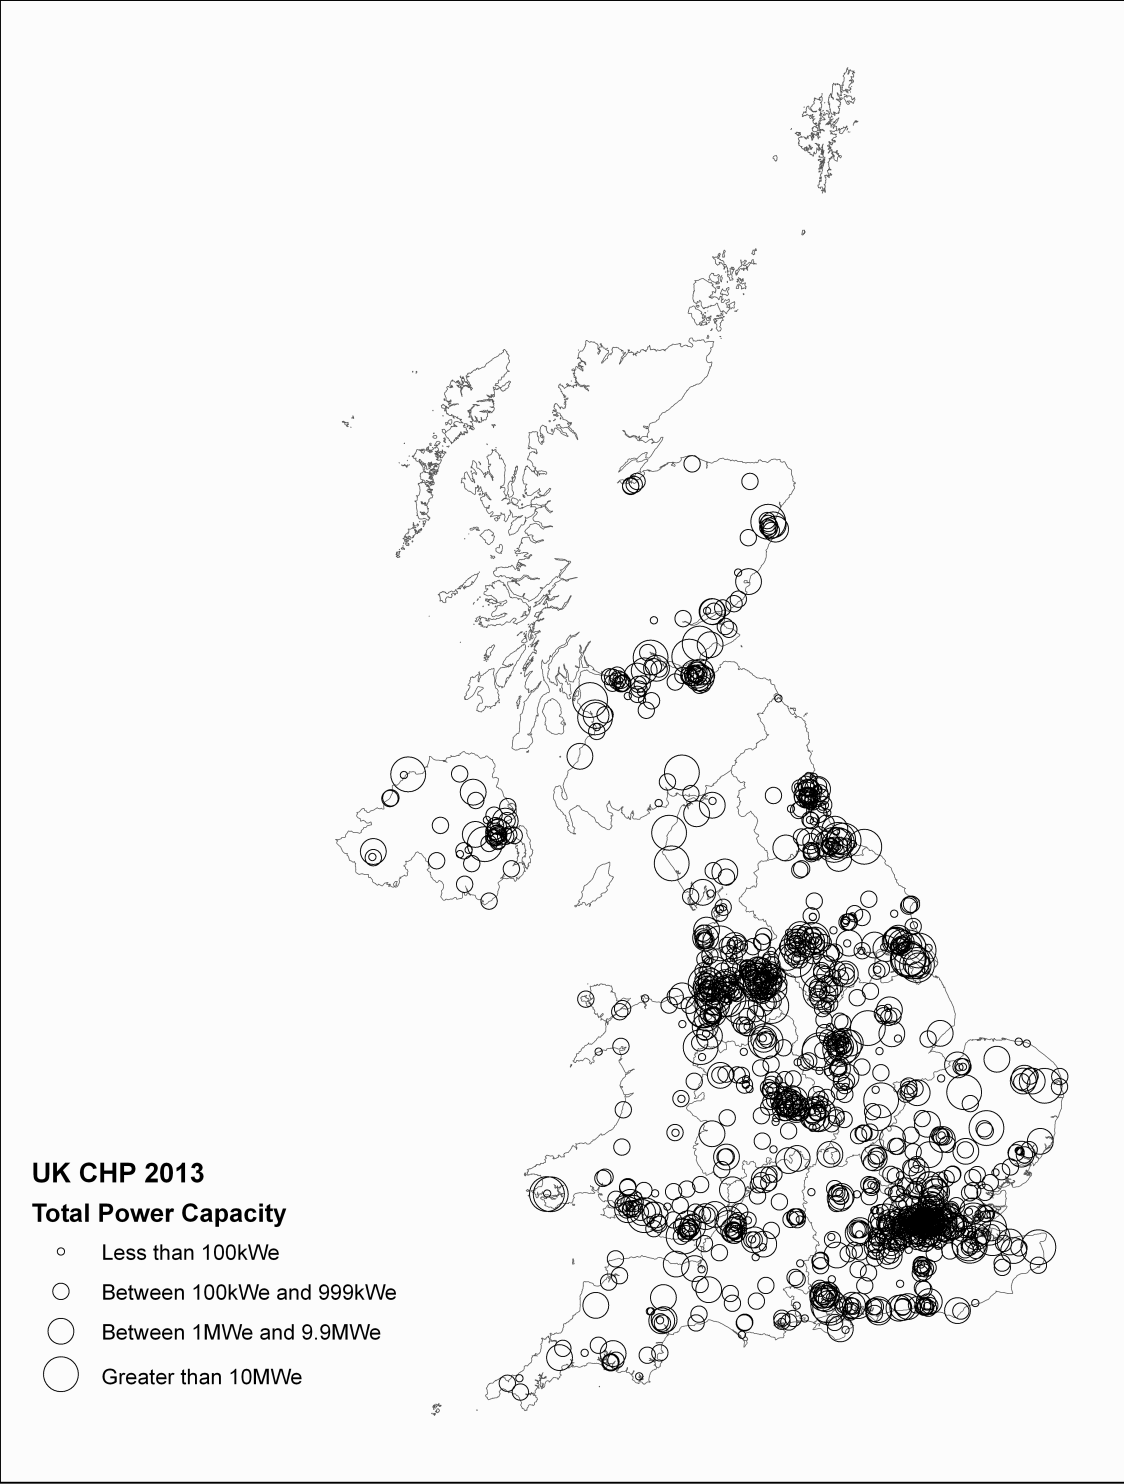 UK CHP 2013
Total Power Capacity
Less than 100kWe
Between 100kWe and 999kWe
Between 1MWe and 9.9MWe
Greater than 10MWe